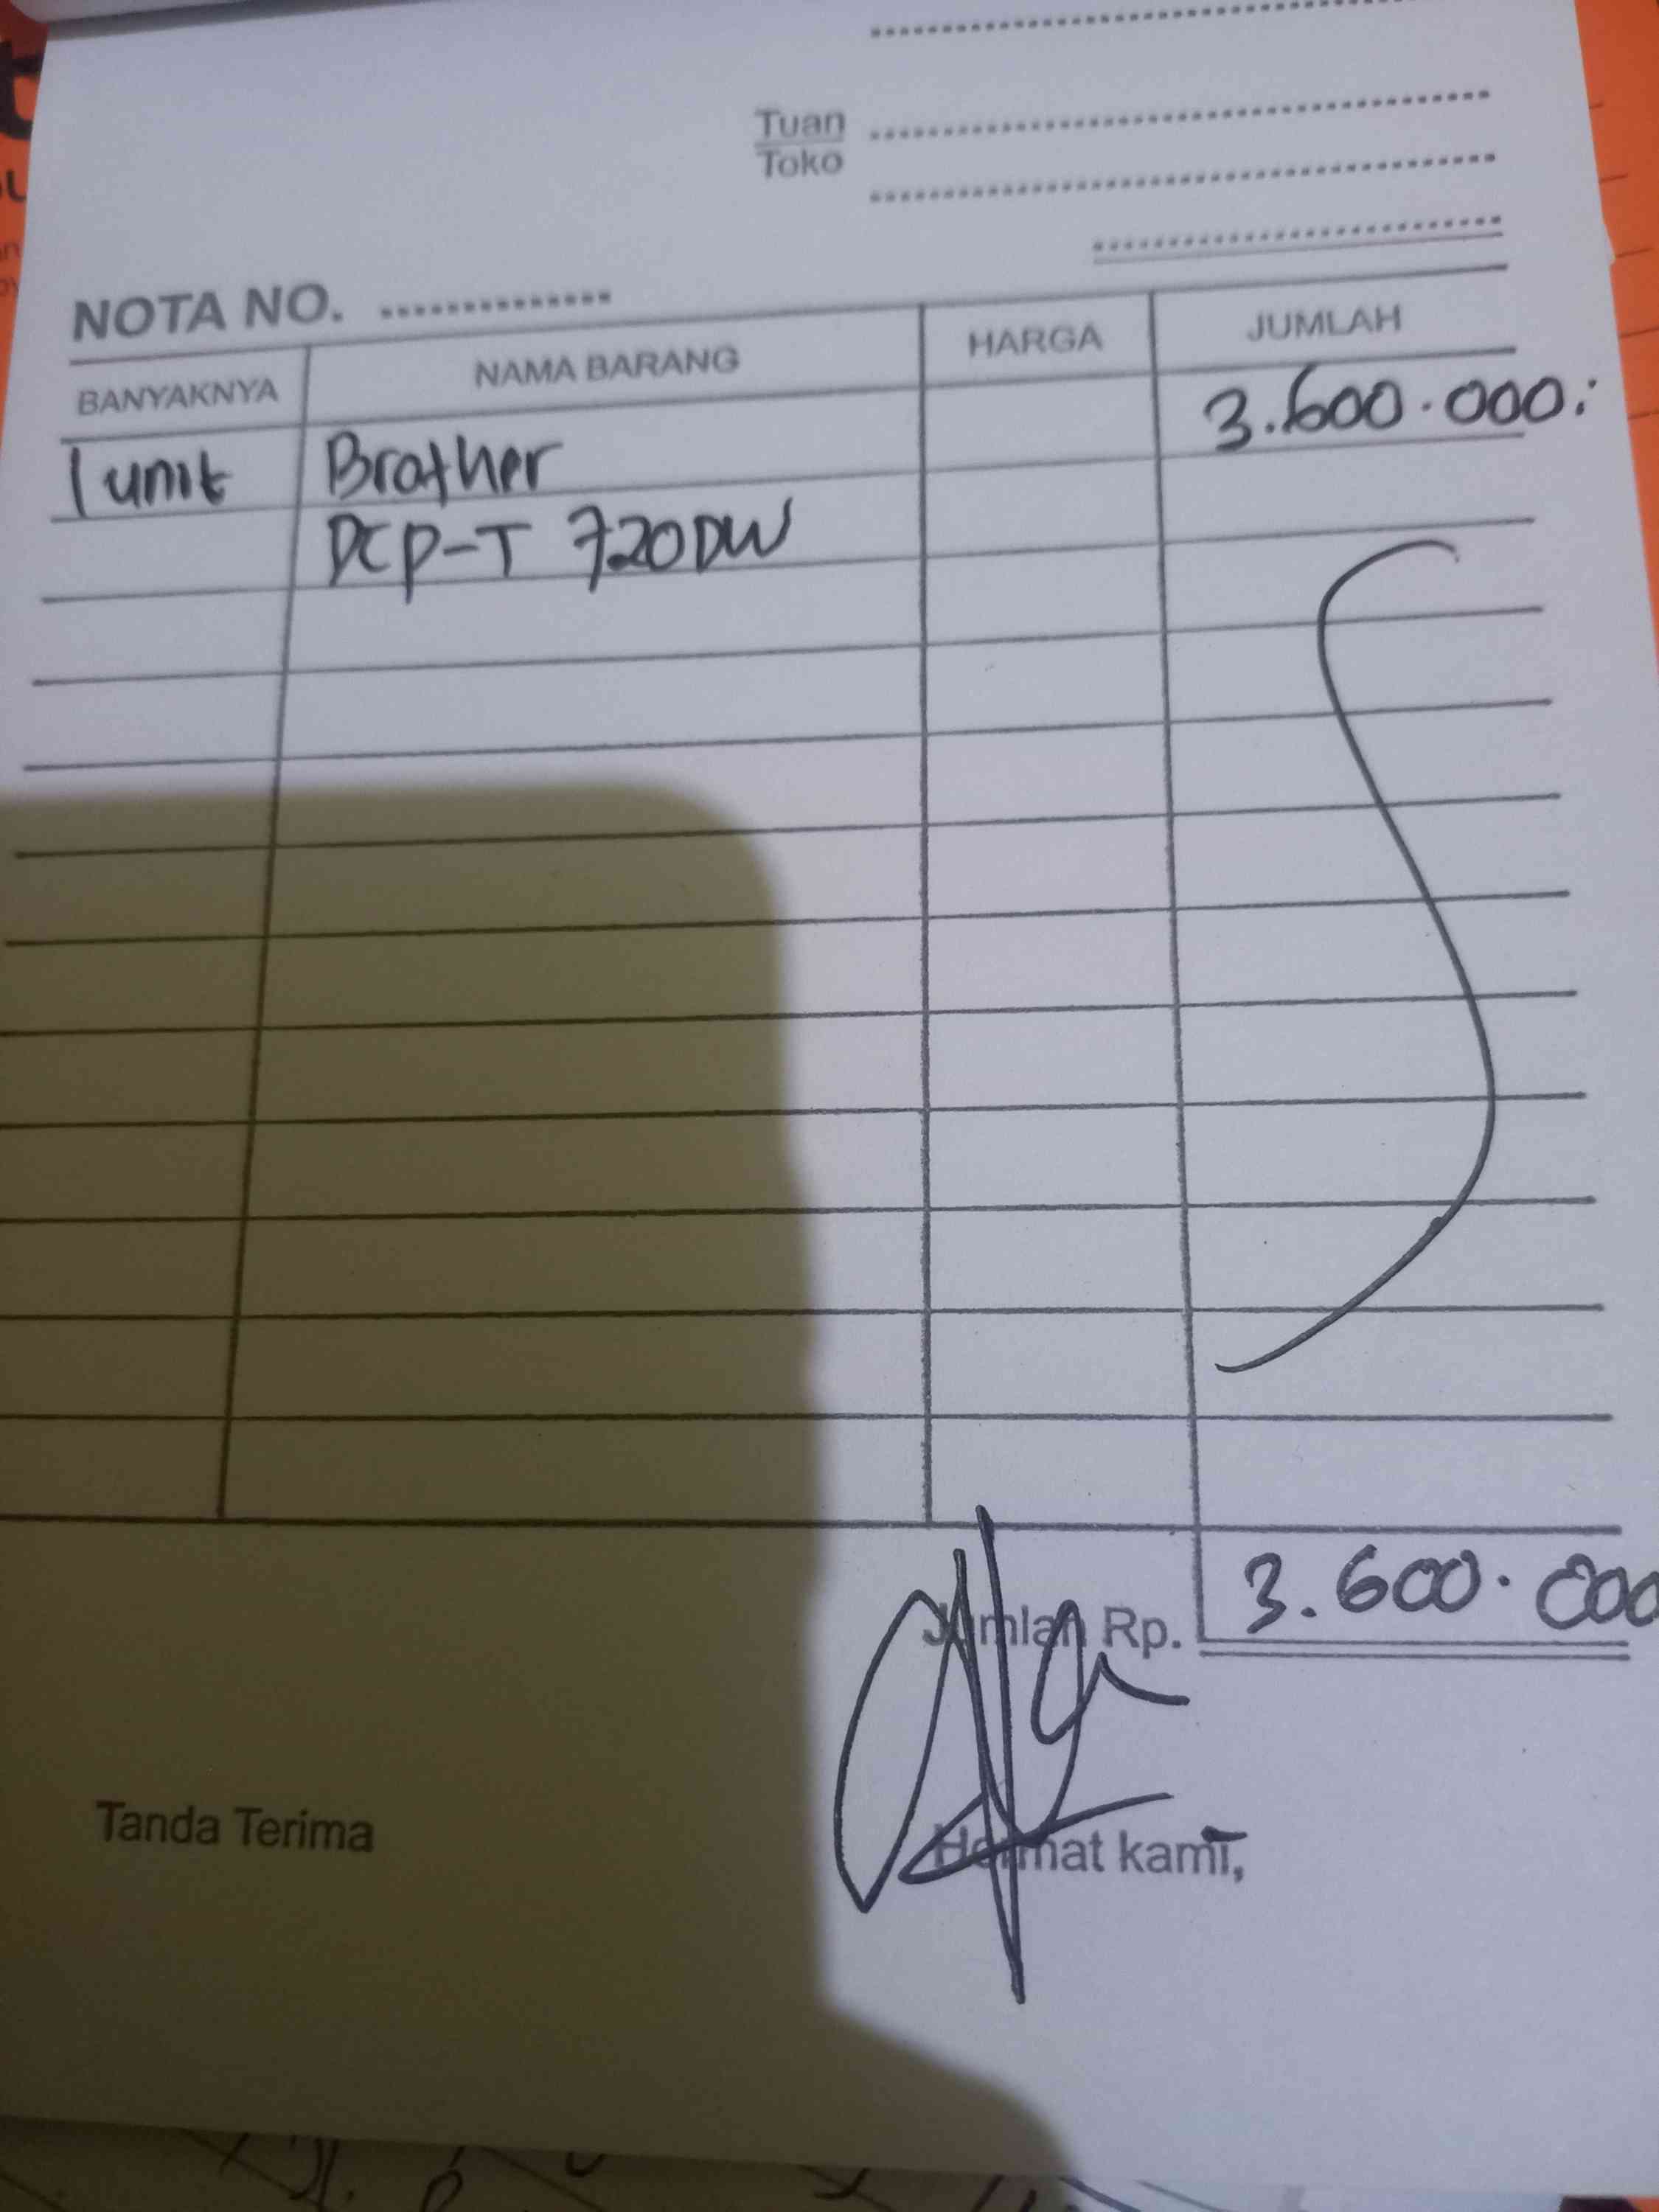 Tuan
Toko
NOTA NO.
BANYAKNYA NAMA BARANG HARGA JUMLAH
1 unit Brother 3.600.000.
DCP-T 720DW
Jumlah Rp. 3.600.000
Tanda Terima Hormat kami,